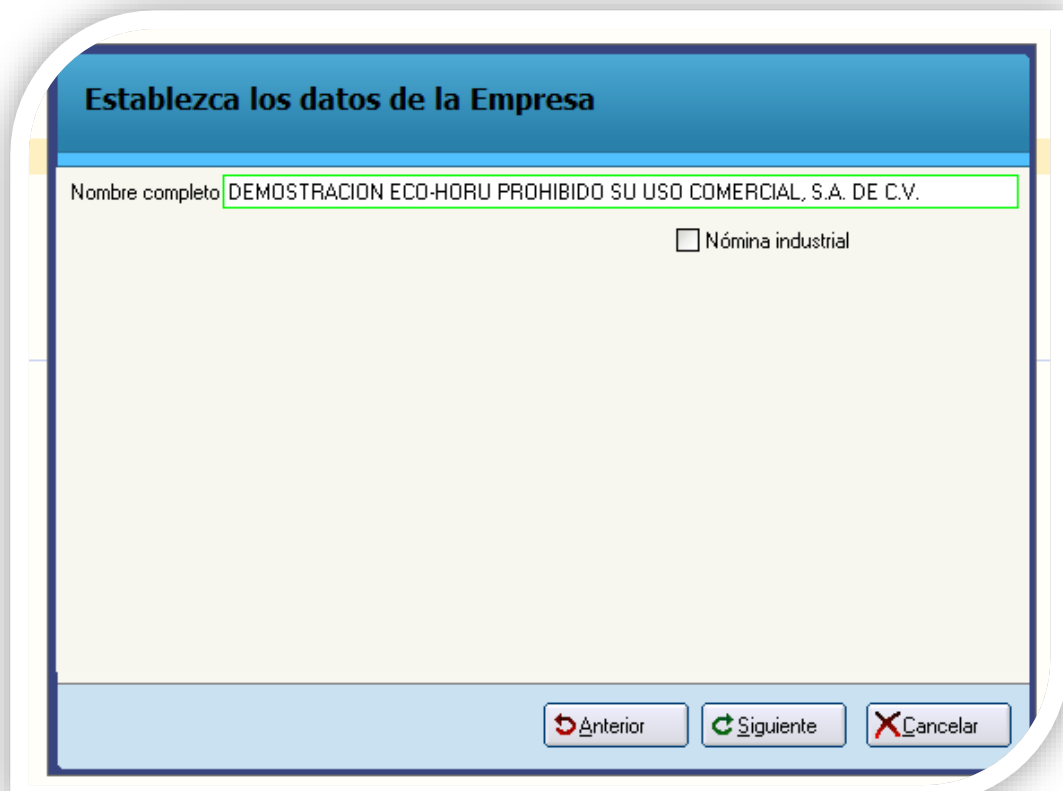 Establezca los datos de la Empresa
Nombre completo DEMOSTRACION ECO-HORU PROHIBIDO SU USO COMERCIAL, S.A. DE C.V.
Nómina industrial
Anterior Siguiente Cancelar